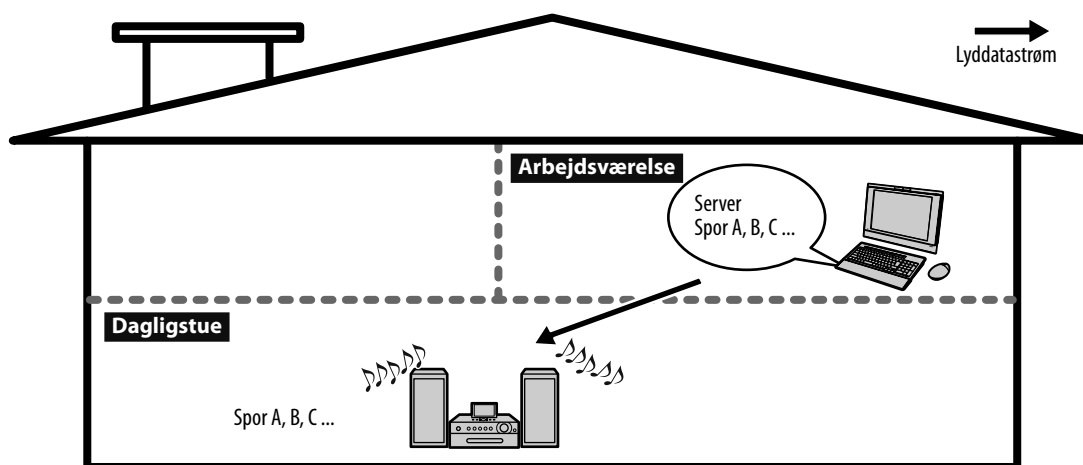 Lyddatastrøm
Arbejdsværelse
Server
Spor A, B, C ...
Dagligstue
Spor A, B, C ...